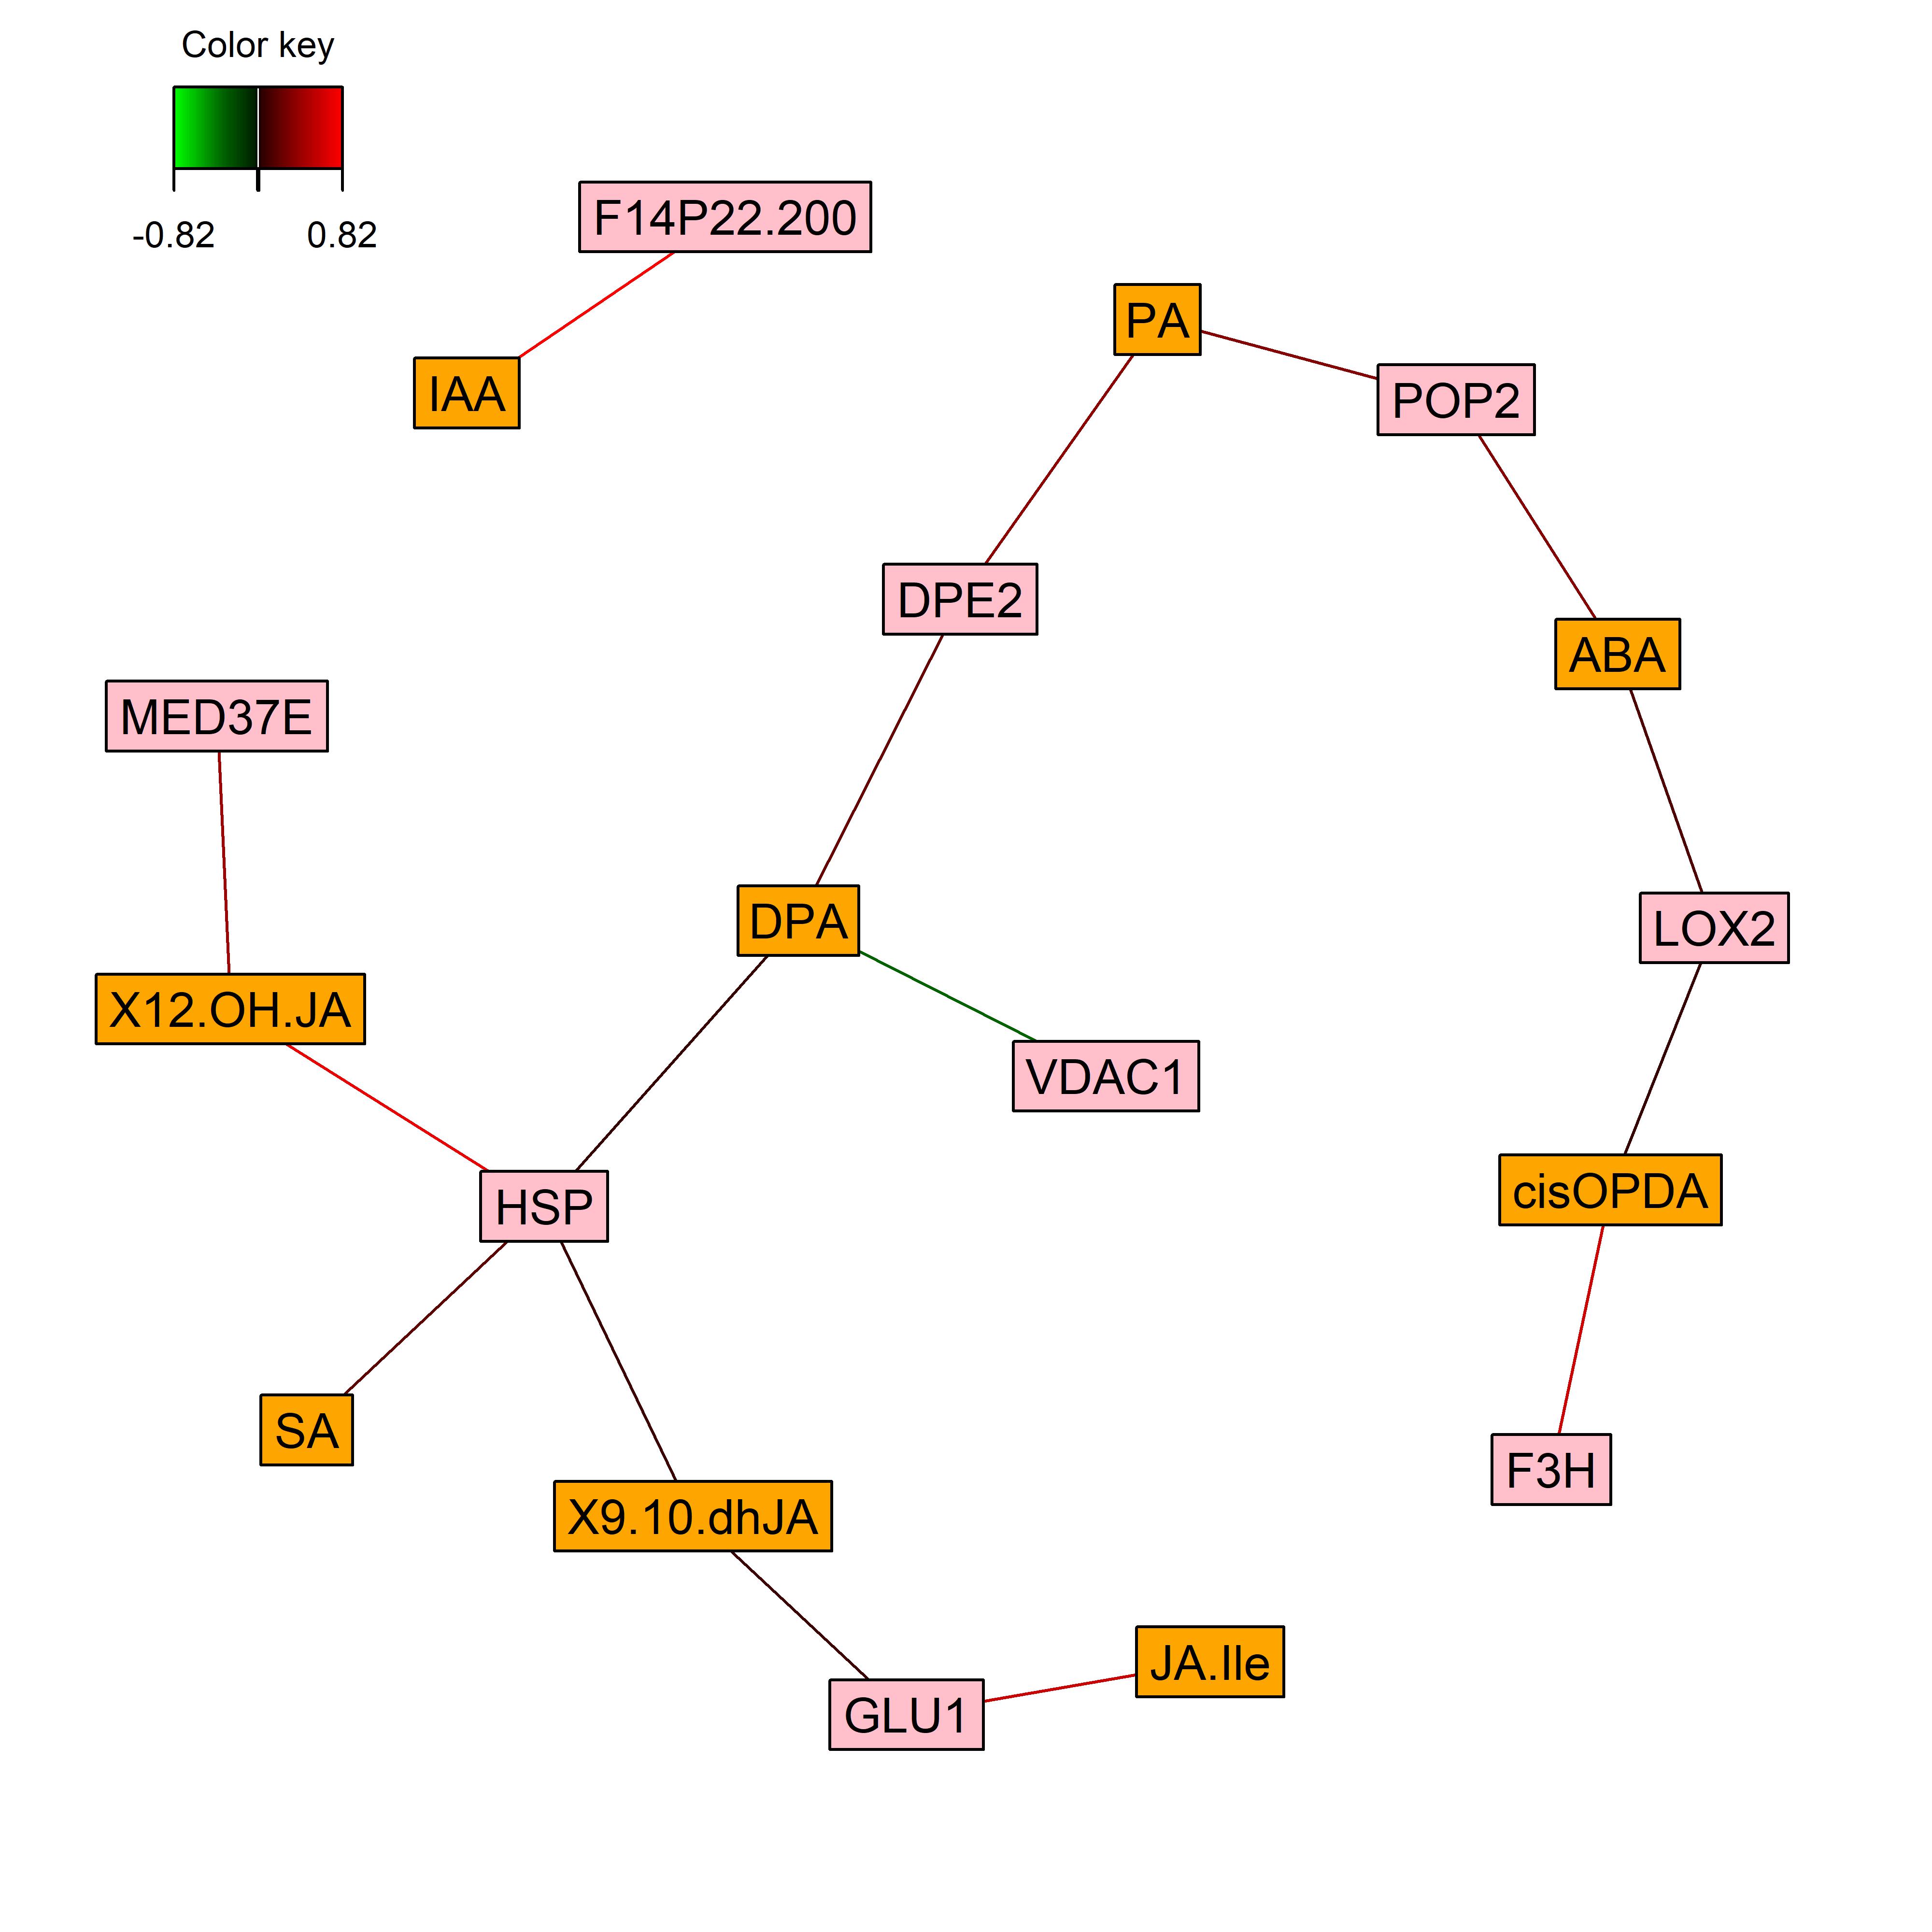 Color key
-0.82 0.82
F14P22.200
IAA
PA
POP2
DPE2
ABA
MED37E
DPA
LOX2
X12.OH.JA
VDAC1
HSP
cisOPDA
SA
F3H
X9.10.dhJA
JA.Ile
GLU1